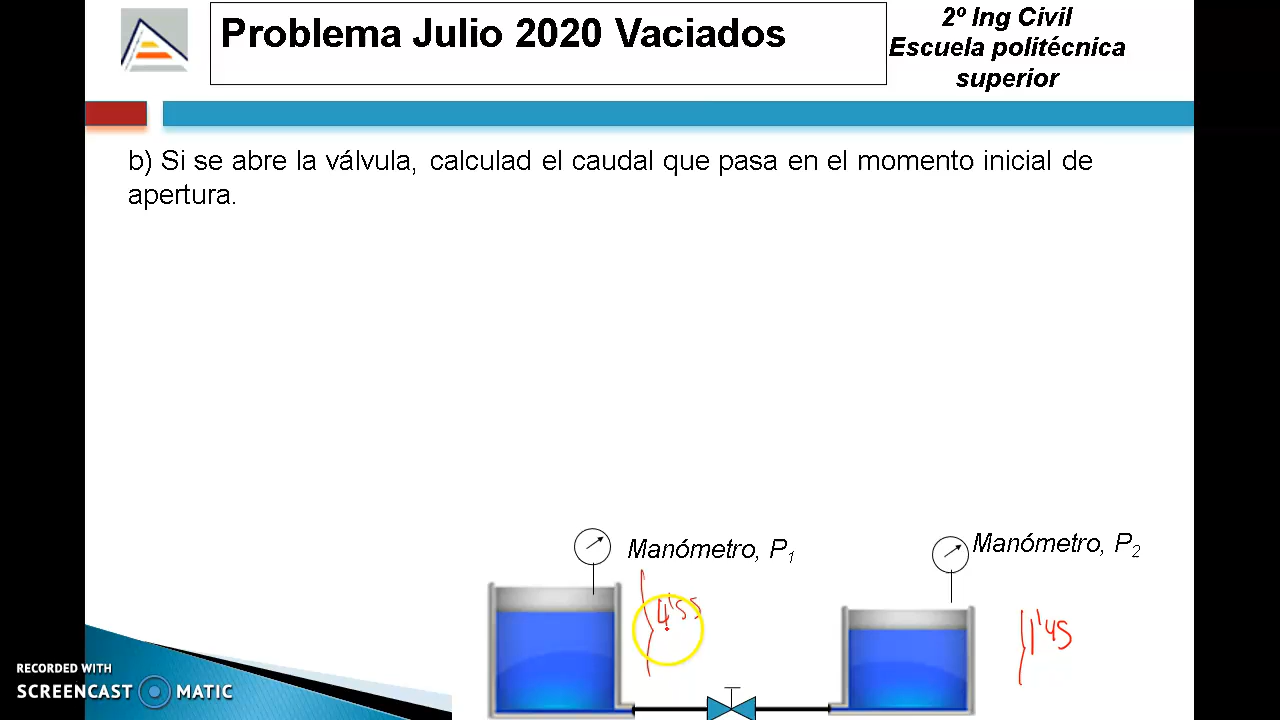 Problema Julio 2020 Vaciados
2º Ing Civil
Escuela politécnica
superior
b) Si se abre la válvula, calculad el caudal que pasa en el momento inicial de
apertura.
Manómetro, P1
Manómetro, P2
4'55
1'45
RECORDED WITH
SCREENCAST MATIC